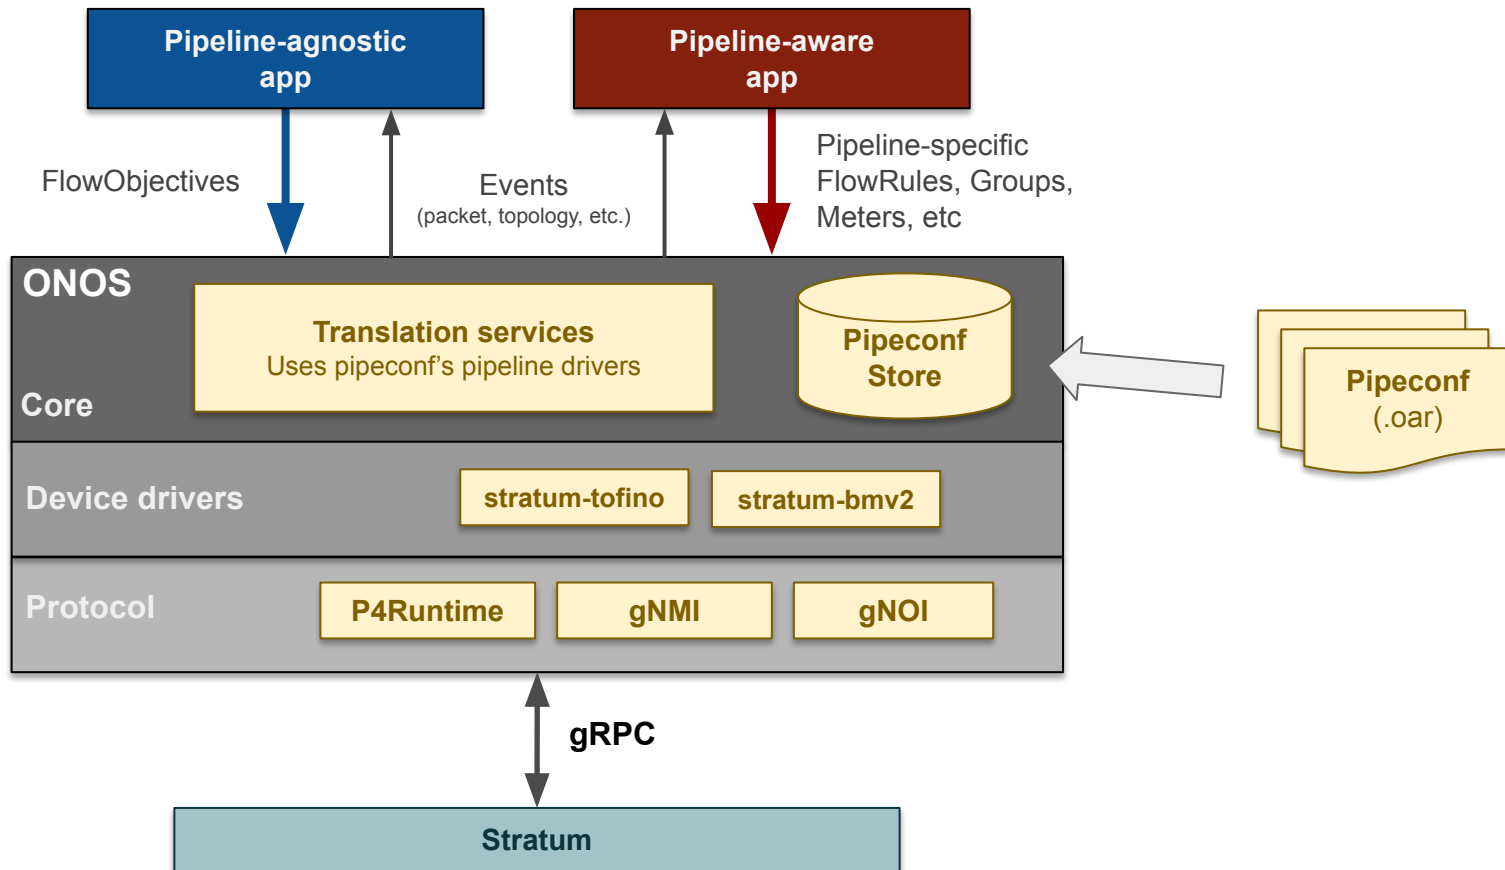 Pipeline-agnostic
app
Pipeline-aware
app
FlowObjectives
Events
(packet, topology, etc.)
Pipeline-specific
FlowRules, Groups,
Meters, etc
ONOS
Translation services
Uses pipeconf's pipeline drivers
Pipeconf
Store
Core
Pipeconf
(.oar)
Device drivers
stratum-tofino
stratum-bmv2
Protocol
P4Runtime
gNMI
gNOI
gRPC
Stratum